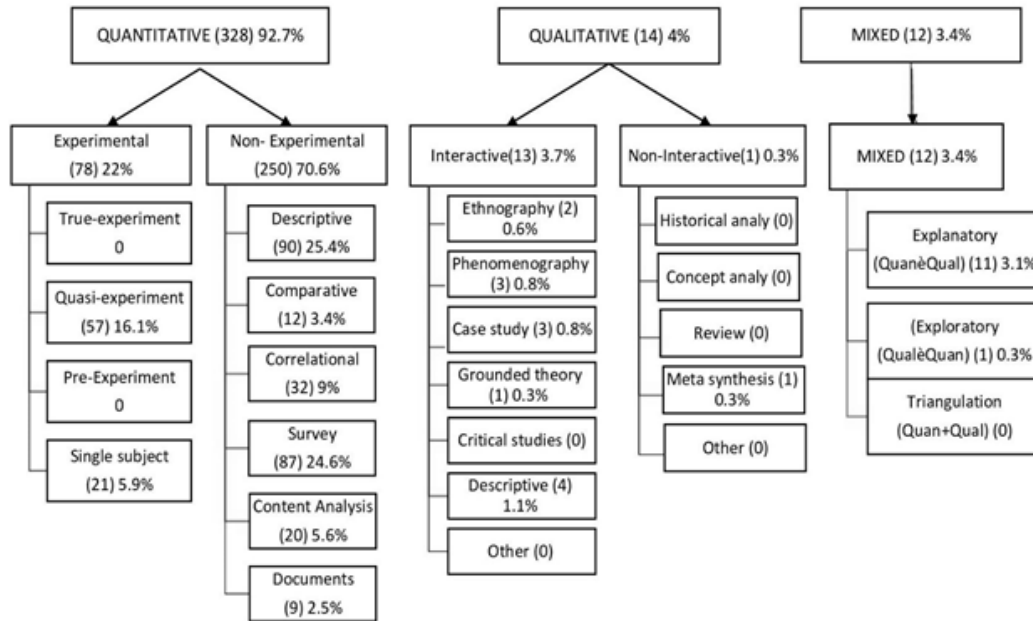 QUANTITATIVE (328) 92.7%
Experimental
(78) 22%
True-experiment
0
Quasi-experiment
(57) 16.1%
Pre-Experiment
0
Single subject
(21) 5.9%
Non- Experimental
(250) 70.6%
Descriptive
(90) 25.4%
Comparative
(12) 3.4%
Correlational
(32) 9%
Survey
(87) 24.6%
Content Analysis
(20) 5.6%
Documents
(9) 2.5%
QUALITATIVE (14) 4%
Interactive(13) 3.7%
Ethnography (2)
0.6%
Phenomenography
(3) 0.8%
Case study (3) 0.8%
Grounded theory
(1) 0.3%
Critical studies (0)
Descriptive (4)
1.1%
Other (0)
Non-Interactive(1) 0.3%
Historical analy (0)
Concept analy (0)
Review (0)
Meta synthesis (1)
0.3%
Other (0)
MIXED (12) 3.4%
MIXED (12) 3.4%
Explanatory
(QuanèQual) (11) 3.1%
(Exploratory
(QualèQuan) (1) 0.3%
Triangulation
(Quan+Qual) (0)